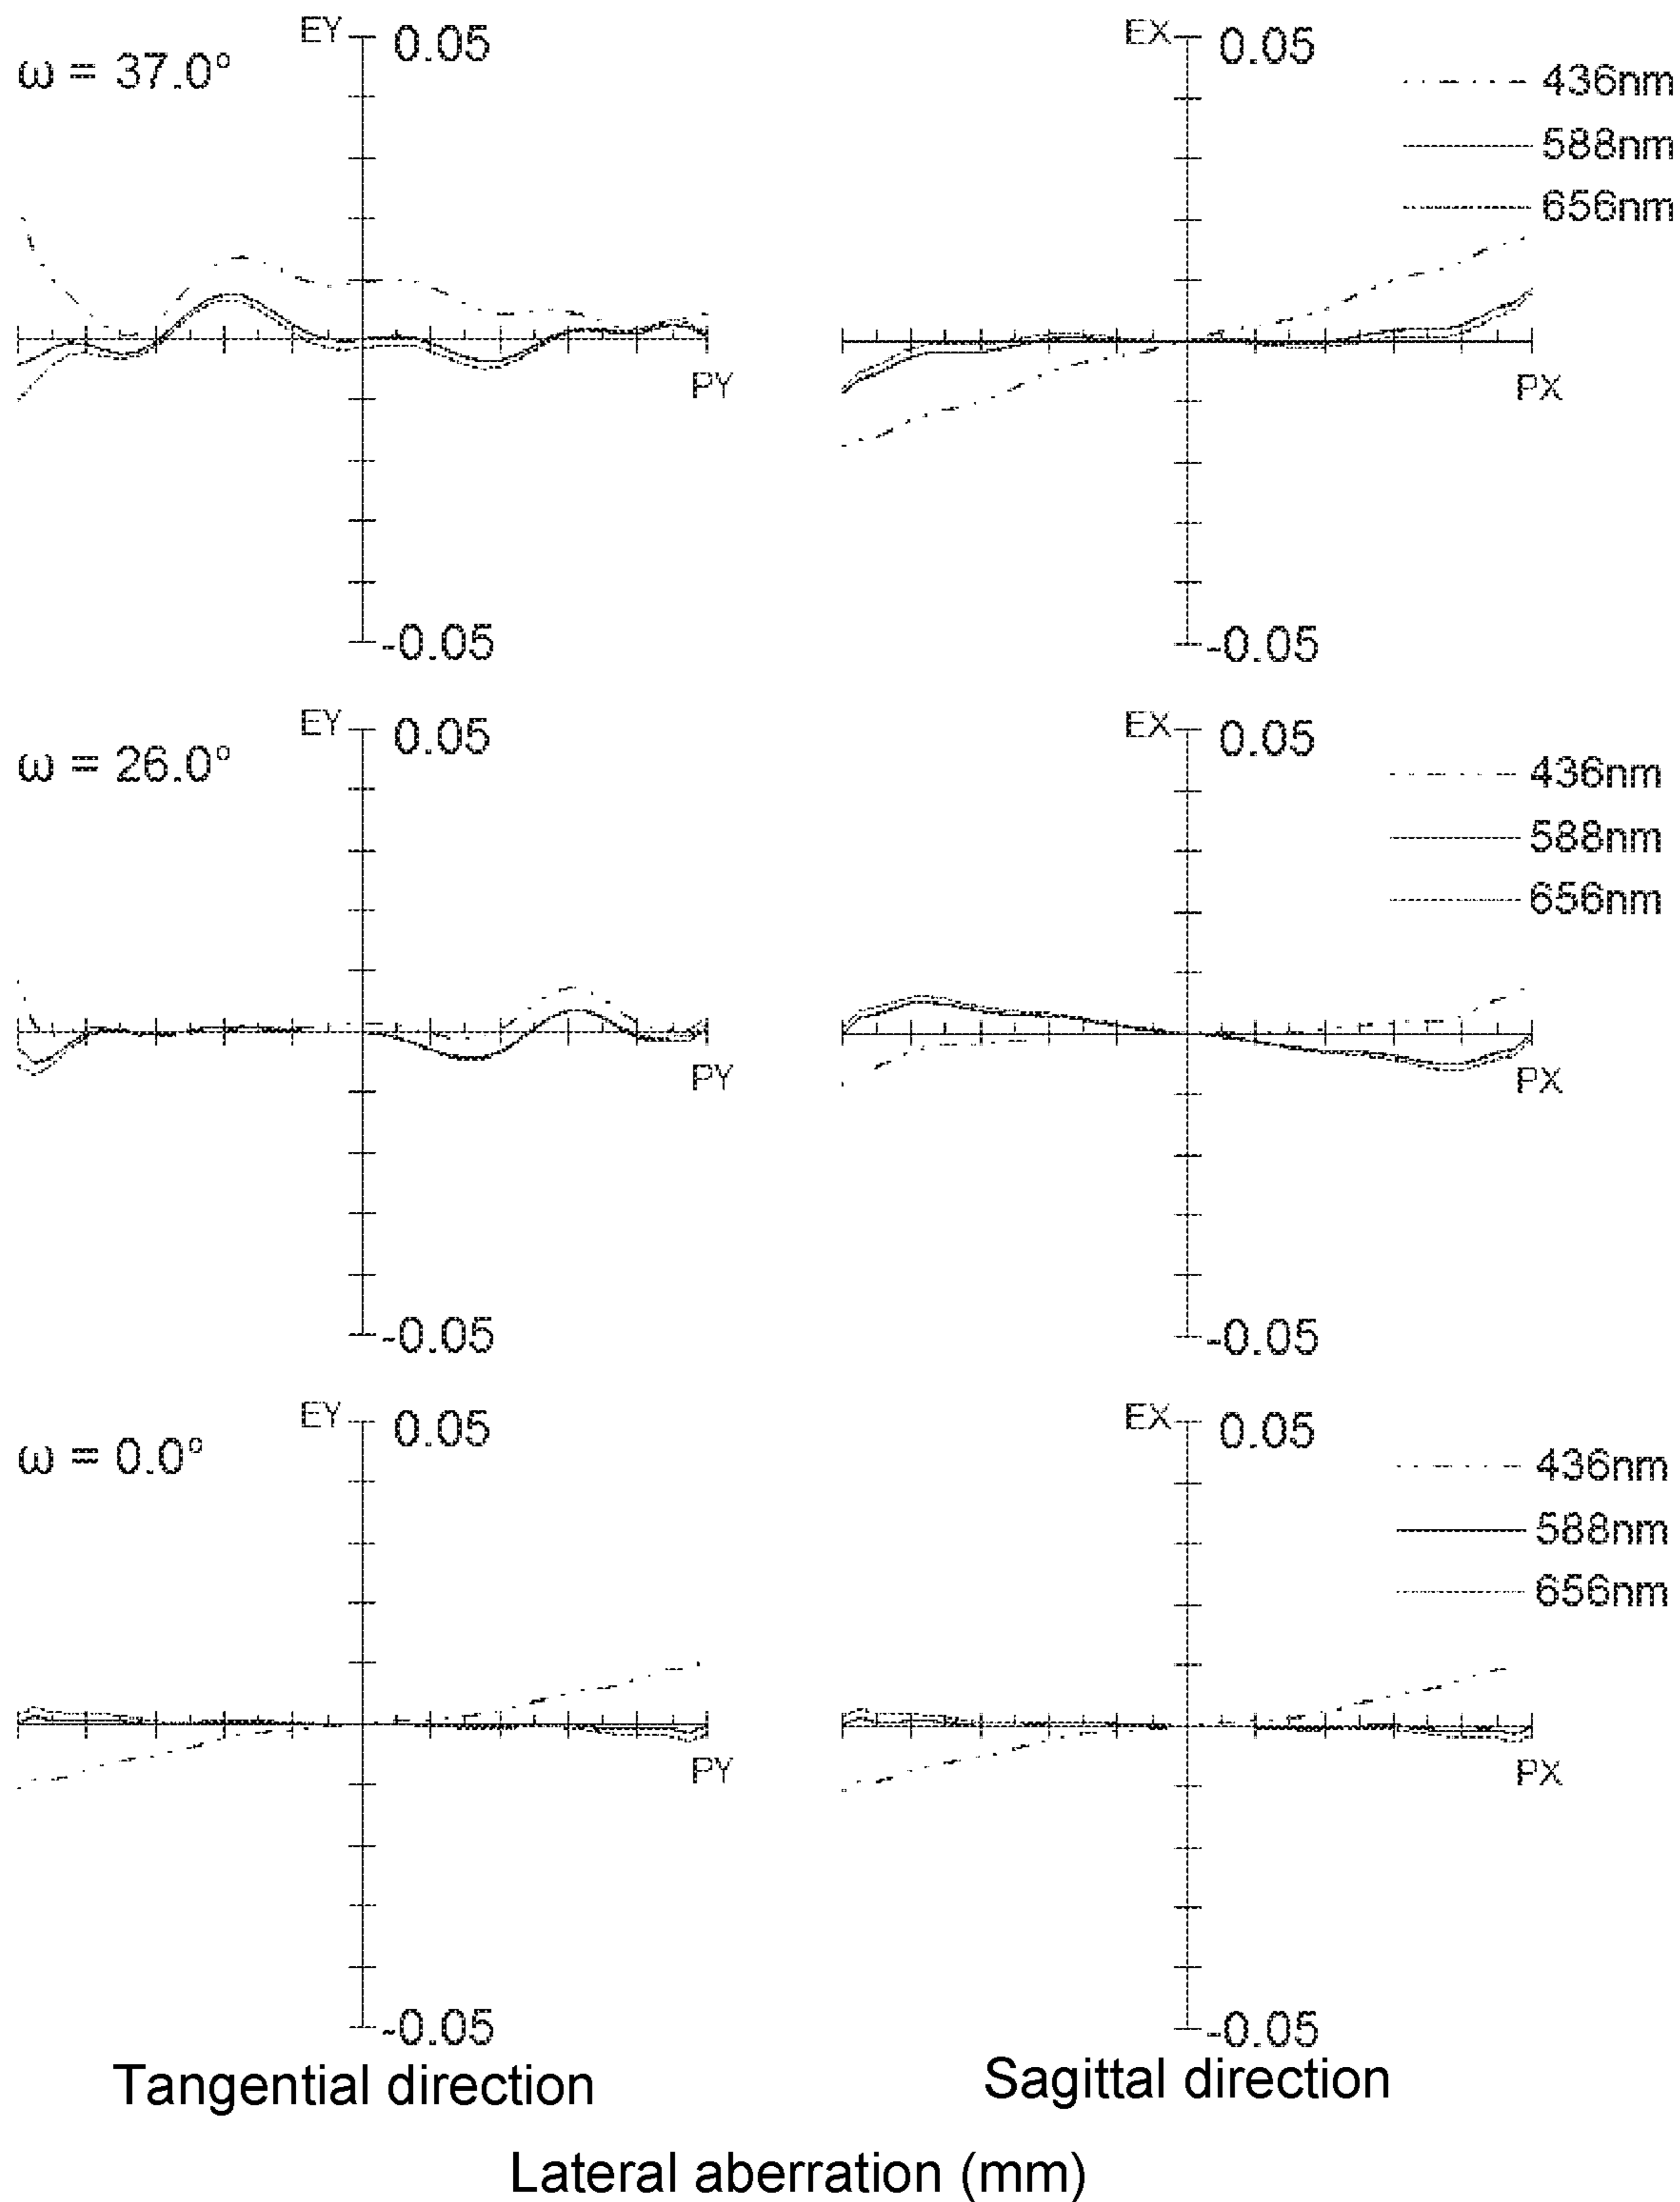 ω = 37.0°
EY 0.05
EX 0.05
436nm
588nm
656nm
PY
PX
-0.05
-0.05
ω = 26.0°
EY 0.05
EX 0.05
436nm
588nm
656nm
PY
PX
-0.05
-0.05
ω = 0.0°
EY 0.05
EX 0.05
436nm
588nm
656nm
PY
PX
-0.05
-0.05
Tangential direction
Sagittal direction
Lateral aberration (mm)